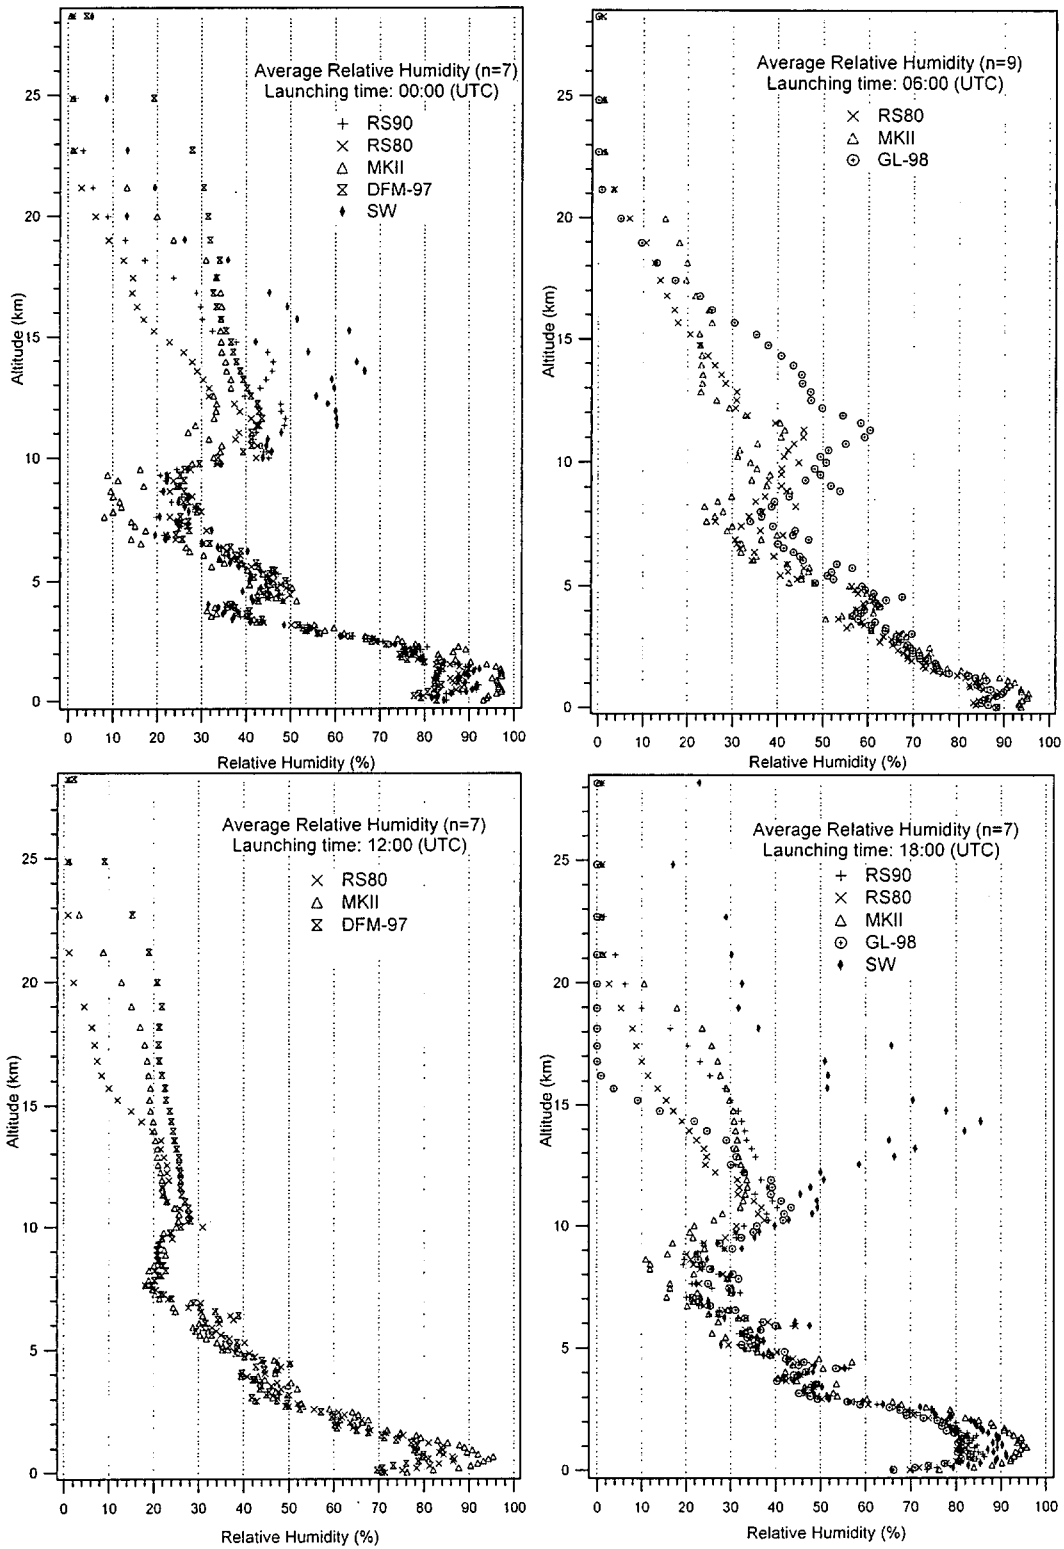 Average Relative Humidity (n=7)
Launching time: 00:00 (UTC)
RS90
RS80
MKII
DFM-97
SW
Altitude (km)
25
20
15
10
5
0
0 10 20 30 40 50 60 70 80 90 100
Relative Humidity (%)
Average Relative Humidity (n=9)
Launching time: 06:00 (UTC)
RS80
MKII
GL-98
Altitude (km)
25
20
15
10
5
0
0 10 20 30 40 50 60 70 80 90 100
Relative Humidity (%)
Average Relative Humidity (n=7)
Launching time: 12:00 (UTC)
RS80
MKII
DFM-97
Altitude (km)
25
20
15
10
5
0
0 10 20 30 40 50 60 70 80 90 100
Relative Humidity (%)
Average Relative Humidity (n=7)
Launching time: 18:00 (UTC)
RS90
RS80
MKII
GL-98
SW
Altitude (km)
25
20
15
10
5
0
0 10 20 30 40 50 60 70 80 90 100
Relative Humidity (%)